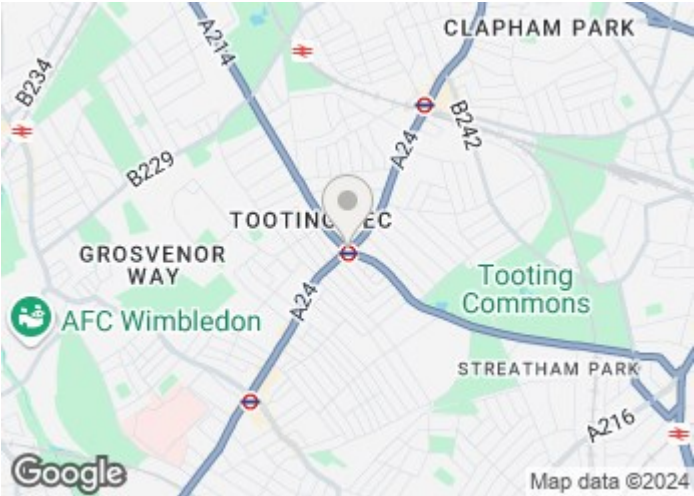 CLAPHAM PARK
A214
B234
A24
B242
B229
TOOTING
EC
GROSVENOR
WAY
A24
Tooting
Commons
AFC Wimbledon
STREATHAM PARK
A216
Google
Map data ©2024